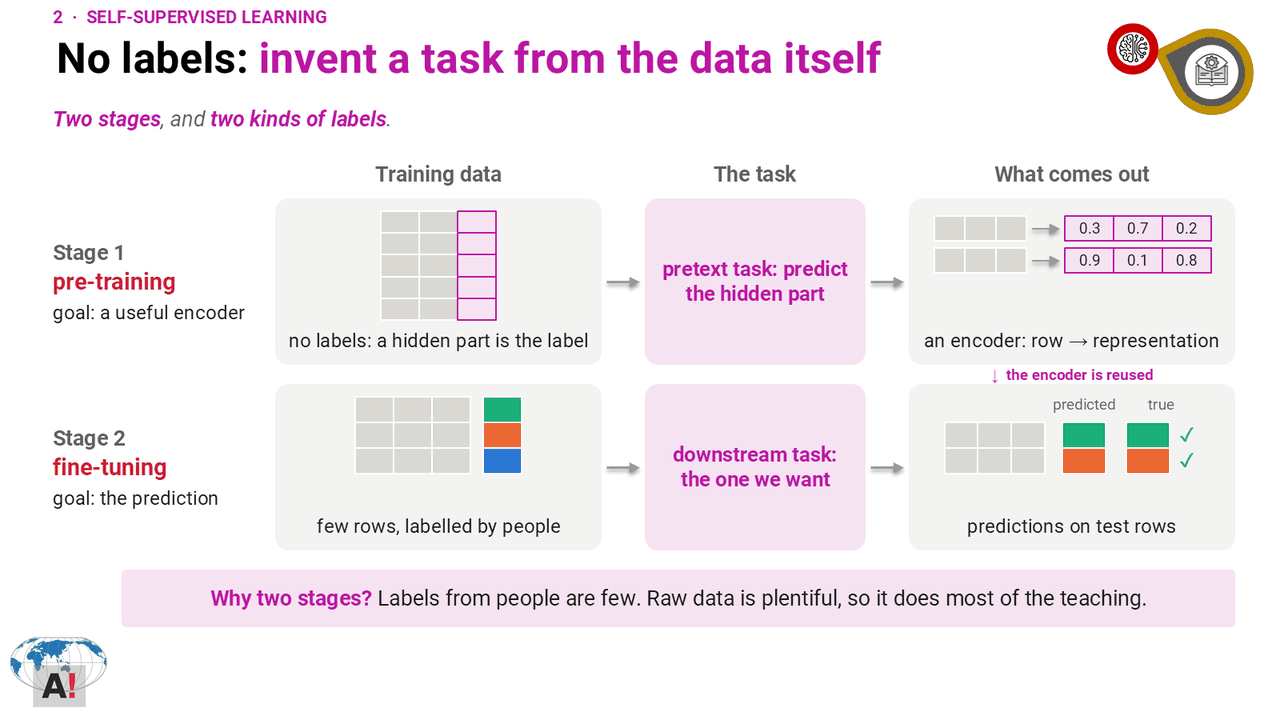 2 · SELF-SUPERVISED LEARNING
No labels: invent a task from the data itself
Two stages, and two kinds of labels.
Training data
The task
What comes out
Stage 1
pre-training
goal: a useful encoder
no labels: a hidden part is the label
pretext task: predict
the hidden part
0.3 0.7 0.2
0.9 0.1 0.8
an encoder: row → representation
↓ the encoder is reused
Stage 2
fine-tuning
goal: the prediction
few rows, labelled by people
downstream task:
the one we want
predicted true
✓
✓
predictions on test rows
Why two stages? Labels from people are few. Raw data is plentiful, so it does most of the teaching.
A!